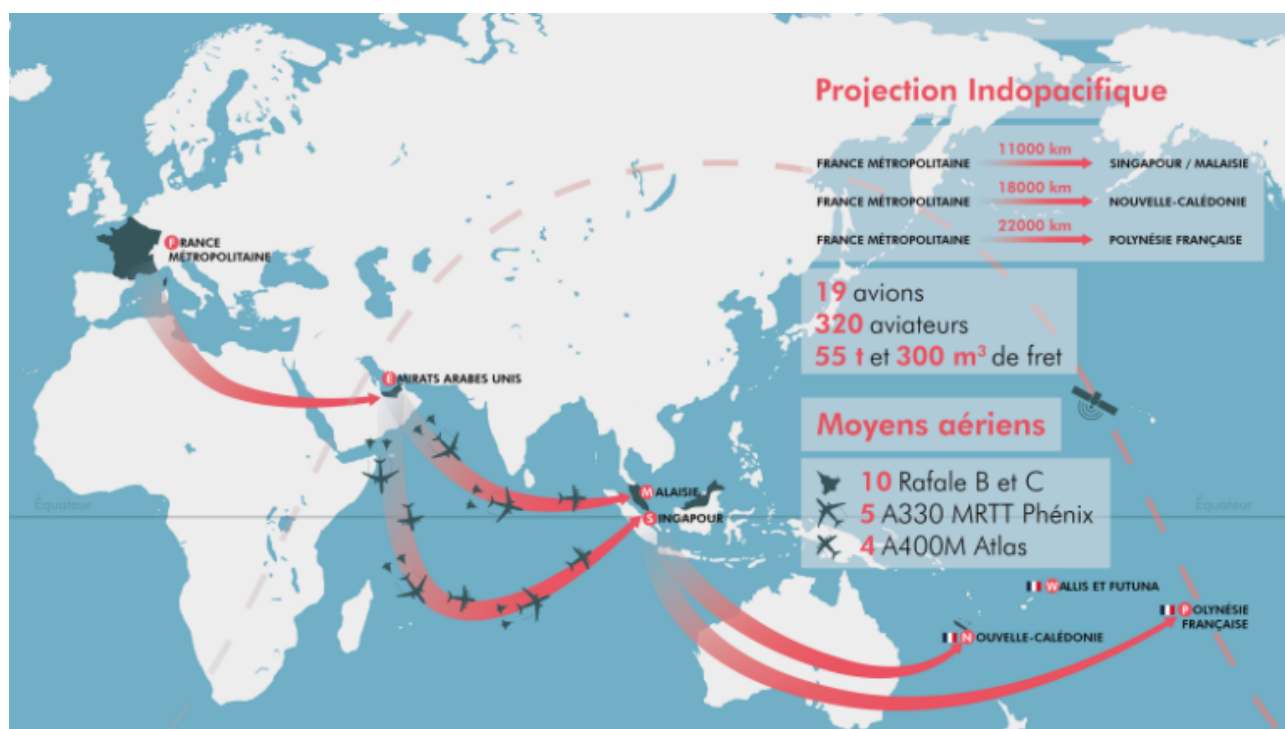 Projection Indopacifique
FRANCE MÉTROPOLITAINE 11000 km SINGAPOUR / MALAISIE
FRANCE MÉTROPOLITAINE 18000 km NOUVELLE-CALÉDONIE
FRANCE MÉTROPOLITAINE 22000 km POLYNÉSIE FRANÇAISE
FRANCE
MÉTROPOLITAINE
19 avions
320 aviateurs
55 t et 300 m³ de fret
ÉMIRATS ARABES UNIS
Moyens aériens
10 Rafale B et C
5 A330 MRTT Phénix
4 A400M Atlas
MALAISIE
SINGAPOUR
Équateur
Équateur
WALLIS ET FUTUNA
POLYNÉSIE
FRANÇAISE
NOUVELLE-CALÉDONIE